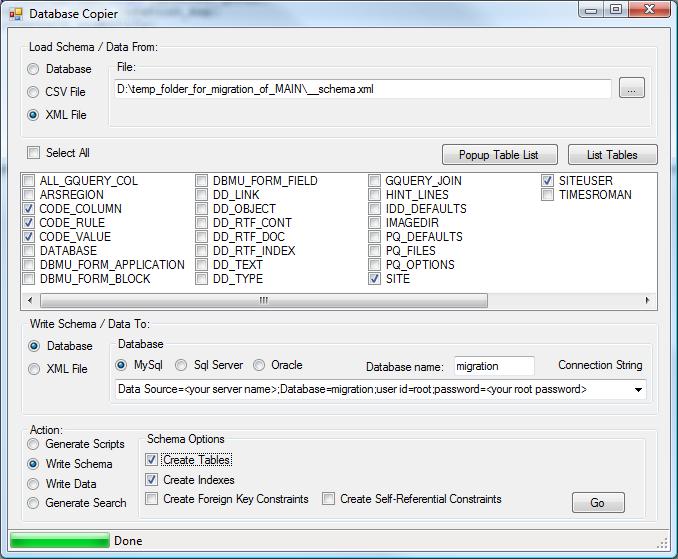 Database Copier
Load Schema / Data From:
Database
File:
CSV File
D:\temp_folder_for_migration_of_MAIN\__schema.xml
...
XML File
Select All
Popup Table List
List Tables
ALL_GQUERY_COL
ARSREGION
CODE_COLUMN
CODE_RULE
CODE_VALUE
DATABASE
DBMU_FORM_APPLICATION
DBMU_FORM_BLOCK
DBMU_FORM_FIELD
DD_LINK
DD_OBJECT
DD_RTF_CONT
DD_RTF_DOC
DD_RTF_INDEX
DD_TEXT
DD_TYPE
GQUERY_JOIN
HINT_LINES
IDD_DEFAULTS
IMAGEDIR
PQ_DEFAULTS
PQ_FILES
PQ_OPTIONS
SITE
SITEUSER
TIMESROMAN
Write Schema / Data To:
Database
XML File
Database
MySql
Sql Server
Oracle
Database name:
migration
Connection String
Data Source=<your server name>;Database=migration;user id=root;password=<your root password>
Action:
Generate Scripts
Write Schema
Write Data
Generate Search
Schema Options
Create Tables
Create Indexes
Create Foreign Key Constraints
Create Self-Referential Constraints
Go
Done